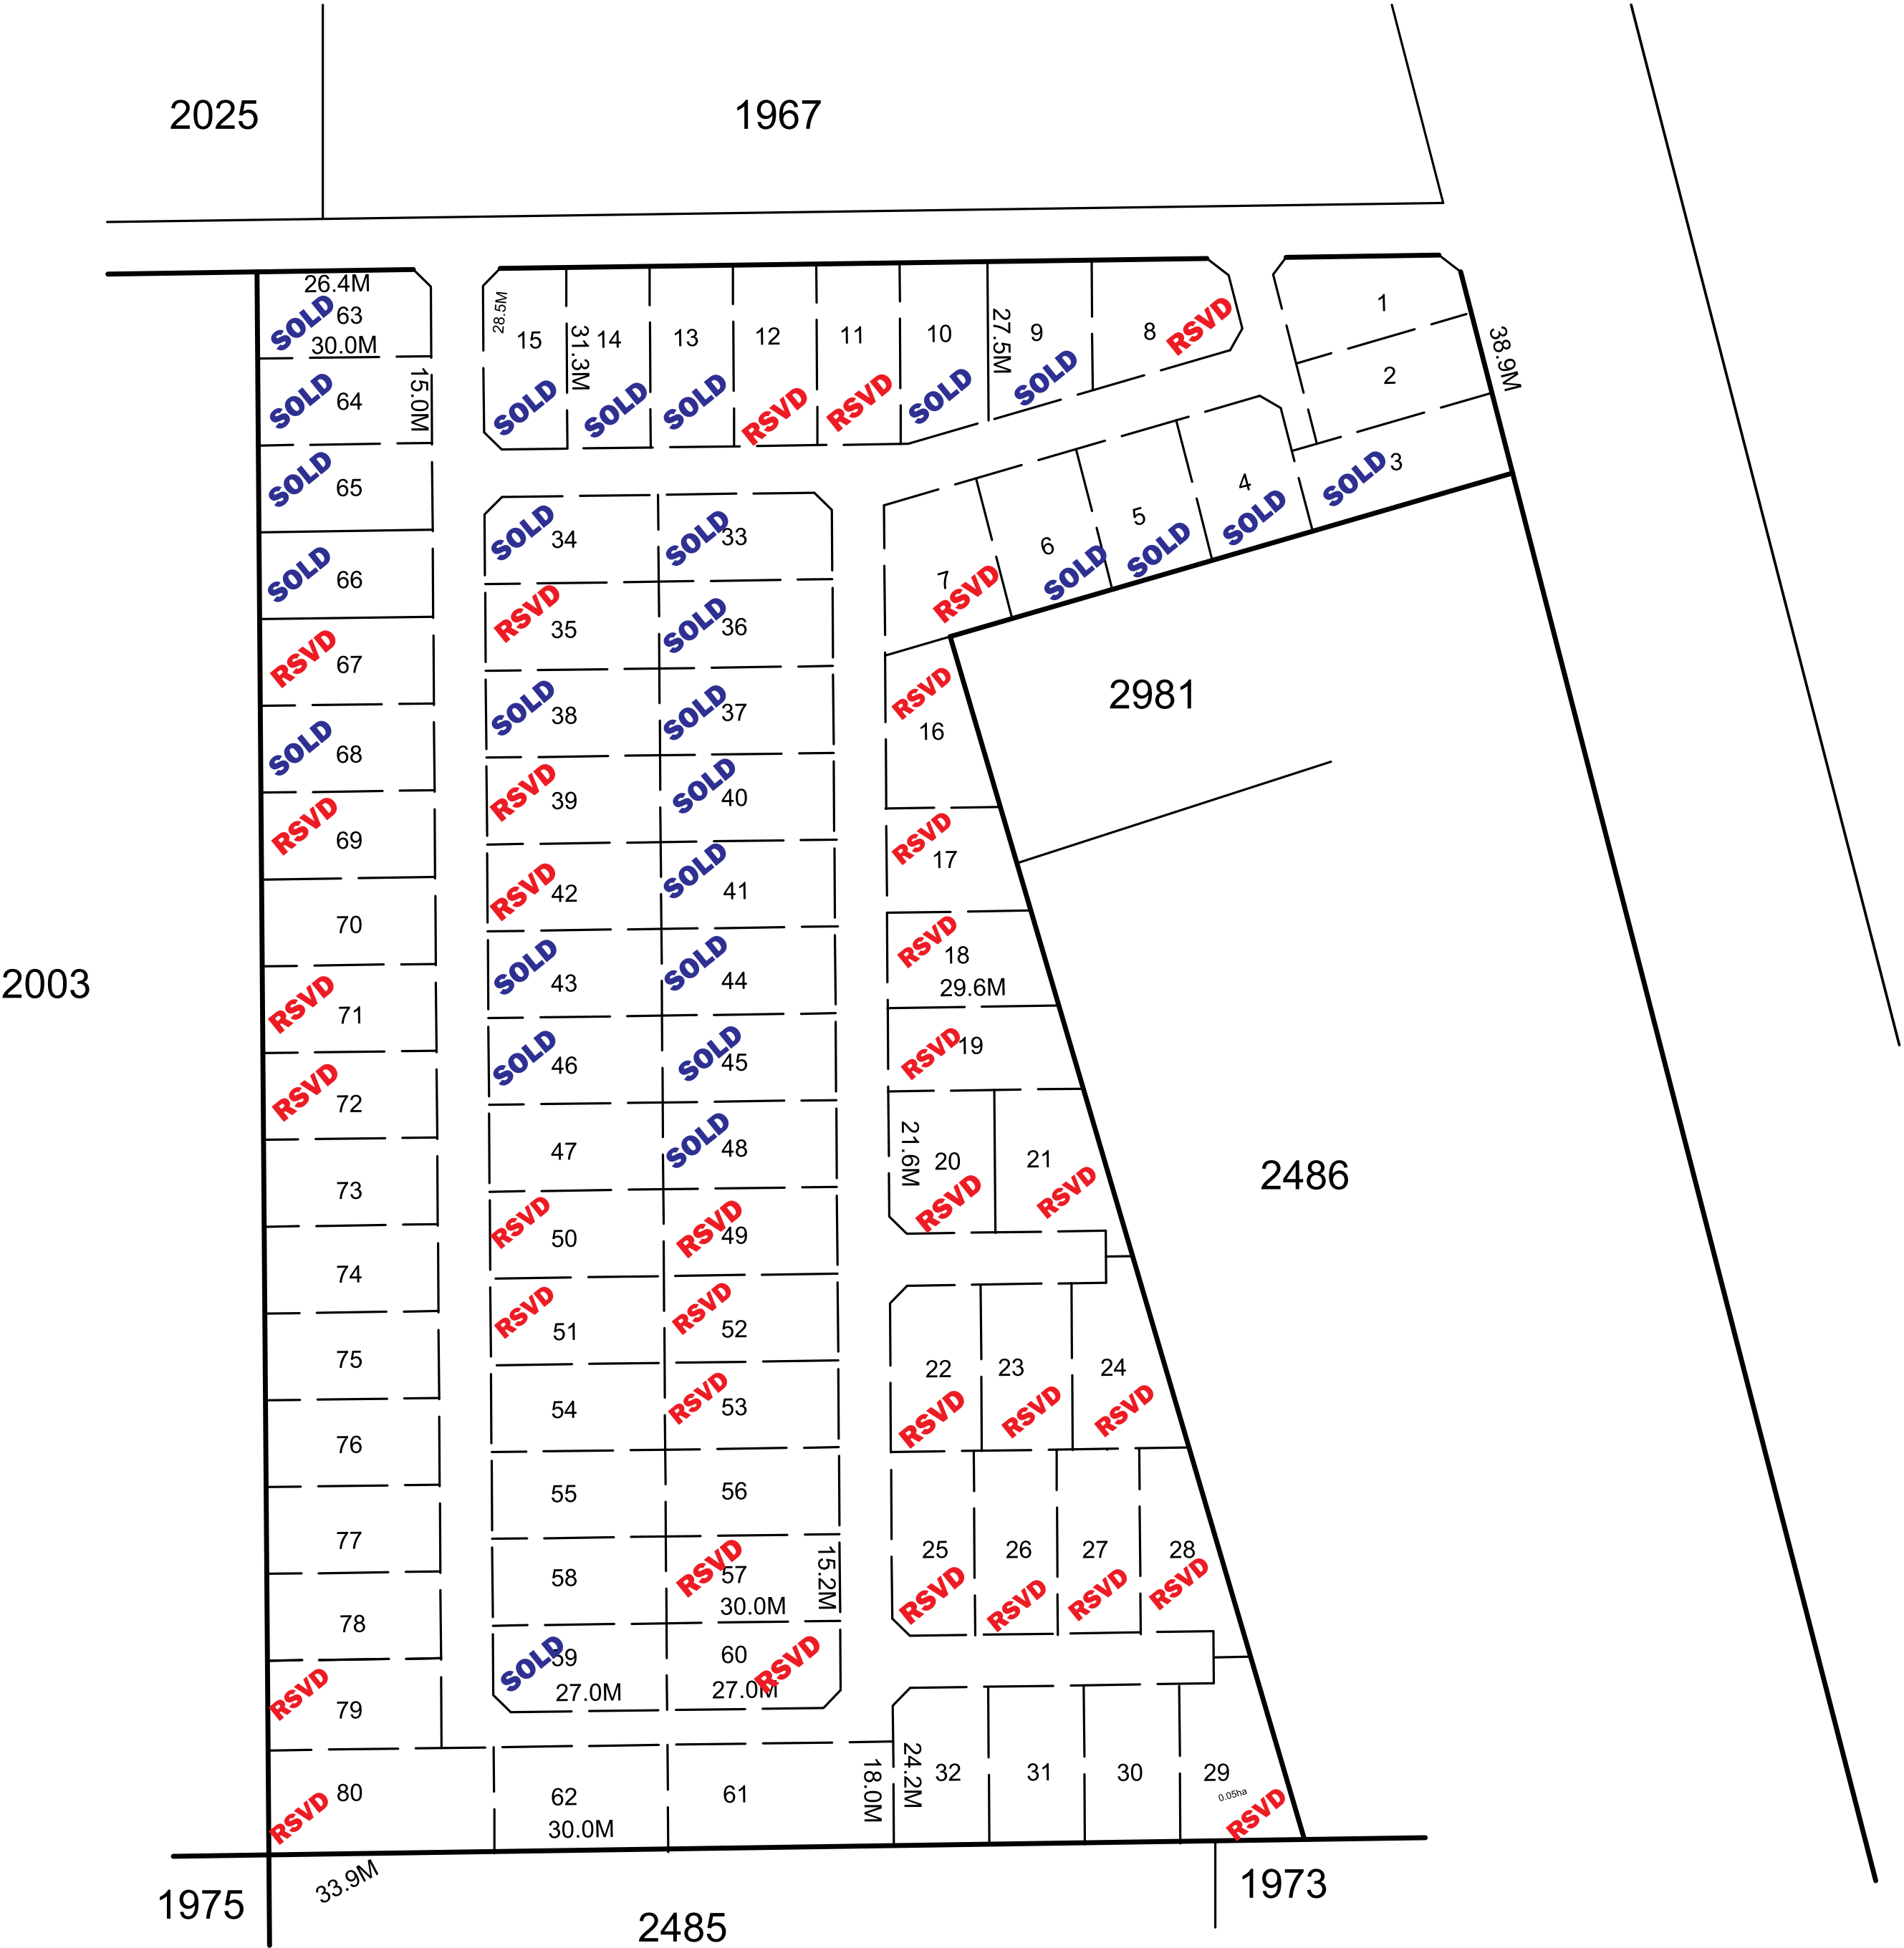 2025
1967
26.4M
SOLD
63
30.0M
28.5M
15
SOLD
31.3M
14
SOLD
13
SOLD
12
RSVD
11
RSVD
10
SOLD
27.5M
9
SOLD
8
RSVD
1
38.9M
2
SOLD
3
4
SOLD
5
SOLD
6
SOLD
7
RSVD
SOLD
64
15.0M
SOLD
65
SOLD
66
RSVD
67
SOLD
68
RSVD
69
70
RSVD
71
RSVD
72
73
74
75
76
77
78
RSVD
79
80
RSVD
SOLD
34
SOLD
33
RSVD
35
SOLD
36
SOLD
38
SOLD
37
RSVD
39
SOLD
40
RSVD
42
SOLD
41
SOLD
43
SOLD
44
SOLD
46
SOLD
45
47
SOLD
48
RSVD
50
RSVD
49
RSVD
51
RSVD
52
54
RSVD
53
55
56
58
RSVD
57
30.0M
15.2M
SOLD
59
27.0M
60
RSVD
27.0M
62
30.0M
61
18.0M
RSVD
16
RSVD
17
RSVD
18
29.6M
RSVD
19
21.6M
20
RSVD
21
RSVD
22
RSVD
23
RSVD
24
RSVD
25
RSVD
26
RSVD
27
RSVD
28
RSVD
24.2M
32
31
30
29
0.05ha
RSVD
2981
2486
2003
1975
33.9M
2485
1973